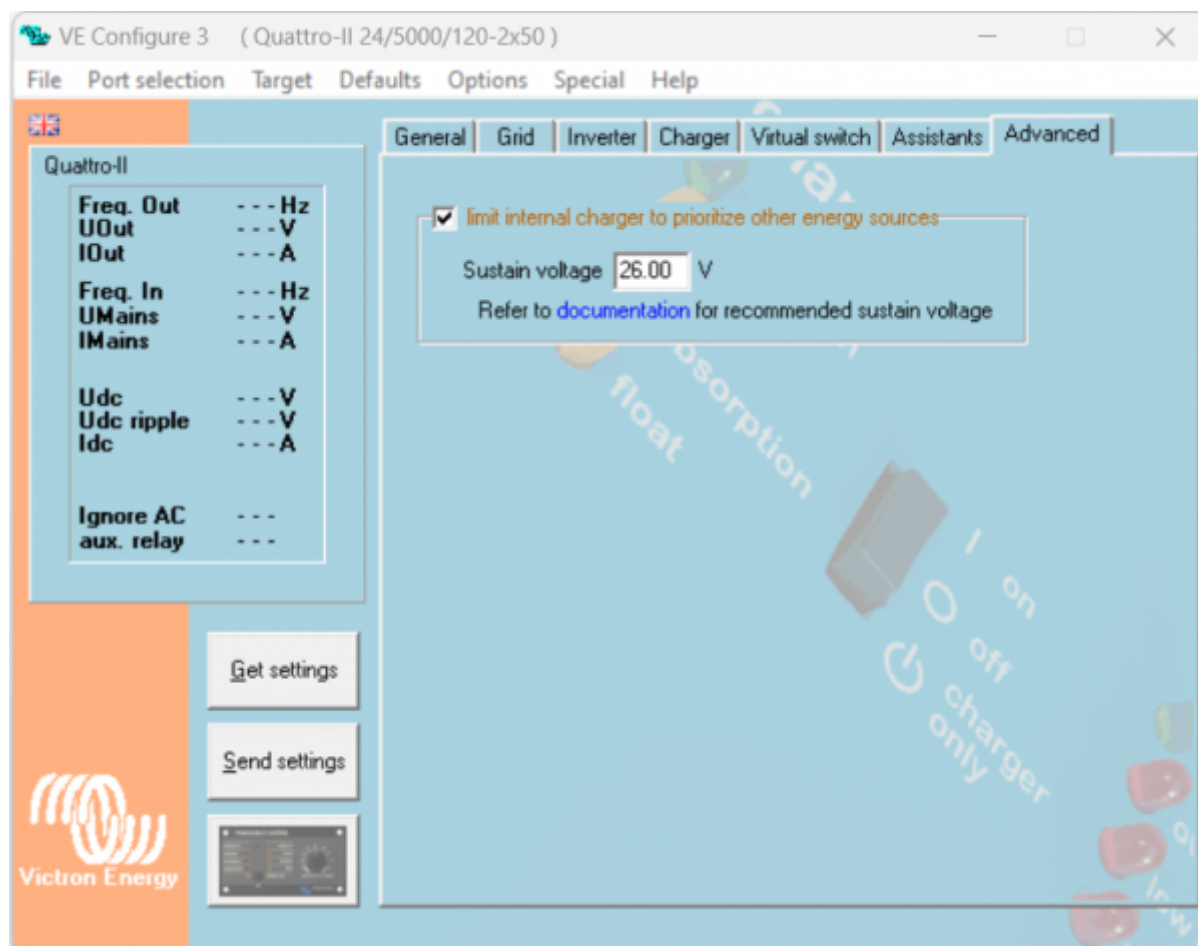 VE Configure 3 ( Quattro-II 24/5000/120-2x50 )
File Port selection Target Defaults Options Special Help
General Grid Inverter Charger Virtual switch Assistants Advanced
Quattro-II
Freq. Out - - - Hz
UOut - - - V
IOut - - - A
Freq. In - - - Hz
UMains - - - V
IMains - - - A
Udc - - - V
Udc ripple - - - V
Idc - - - A
Ignore AC - - -
aux. relay - - -
limit internal charger to prioritize other energy sources
Sustain voltage 26.00 V
Refer to documentation for recommended sustain voltage
float
on
off
charger
only
low
Get settings
Send settings
Victron Energy